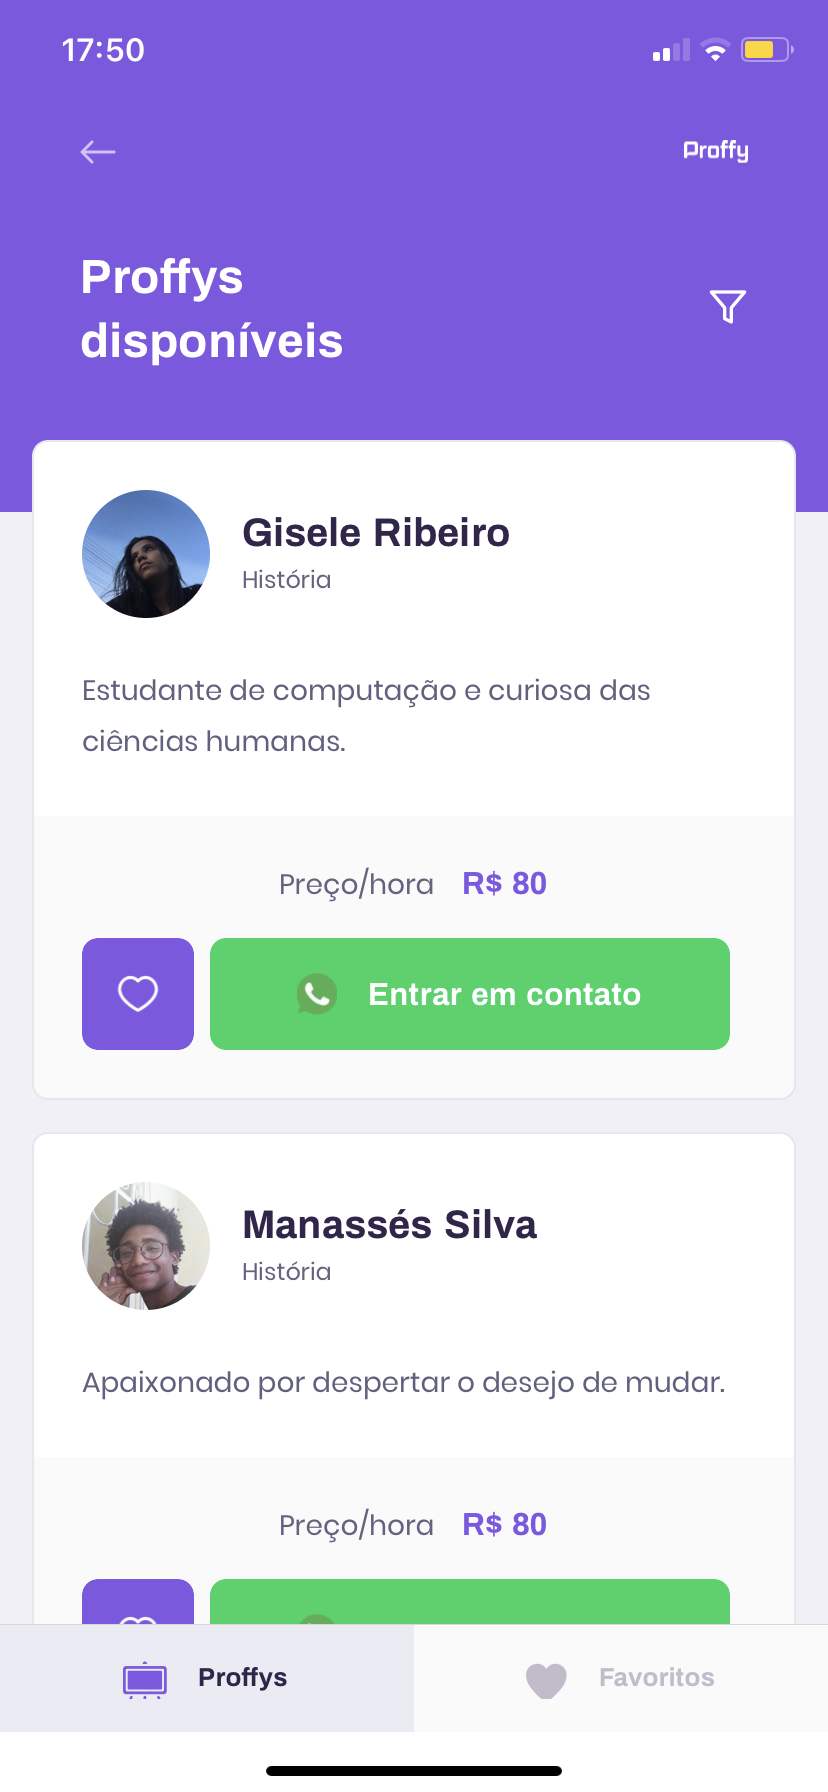 17:50
Proffy
Proffys
disponíveis
Gisele Ribeiro
História
Estudante de computação e curiosa das
ciências humanas.
Preço/hora R$ 80
Entrar em contato
Manassés Silva
História
Apaixonado por despertar o desejo de mudar.
Preço/hora R$ 80
Proffys
Favoritos